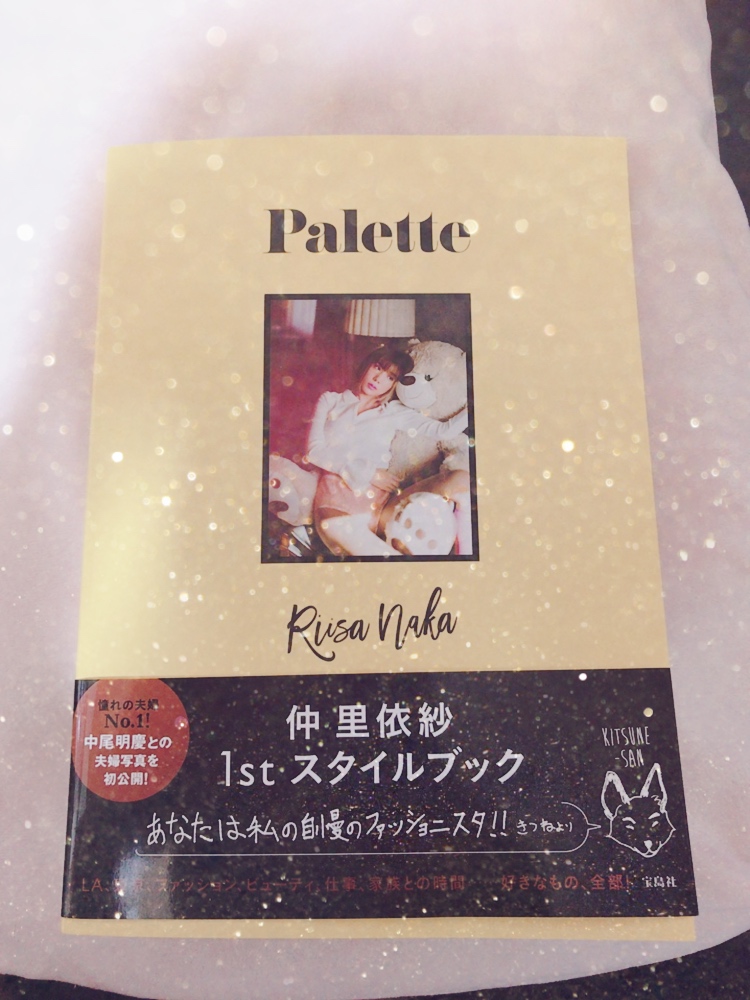 Palette
Riisa Naka
憧れの夫婦
No.1!
中尾明慶との
夫婦写真を
初公開!
仲 里依紗
1st スタイルブック
KITSUNE
-SAN
あなたは私の自慢のファッショニスタ!! きつねより
LA、 ファッション、ビューティ、仕事、家族との時間……好きなもの、全部! 宝島社